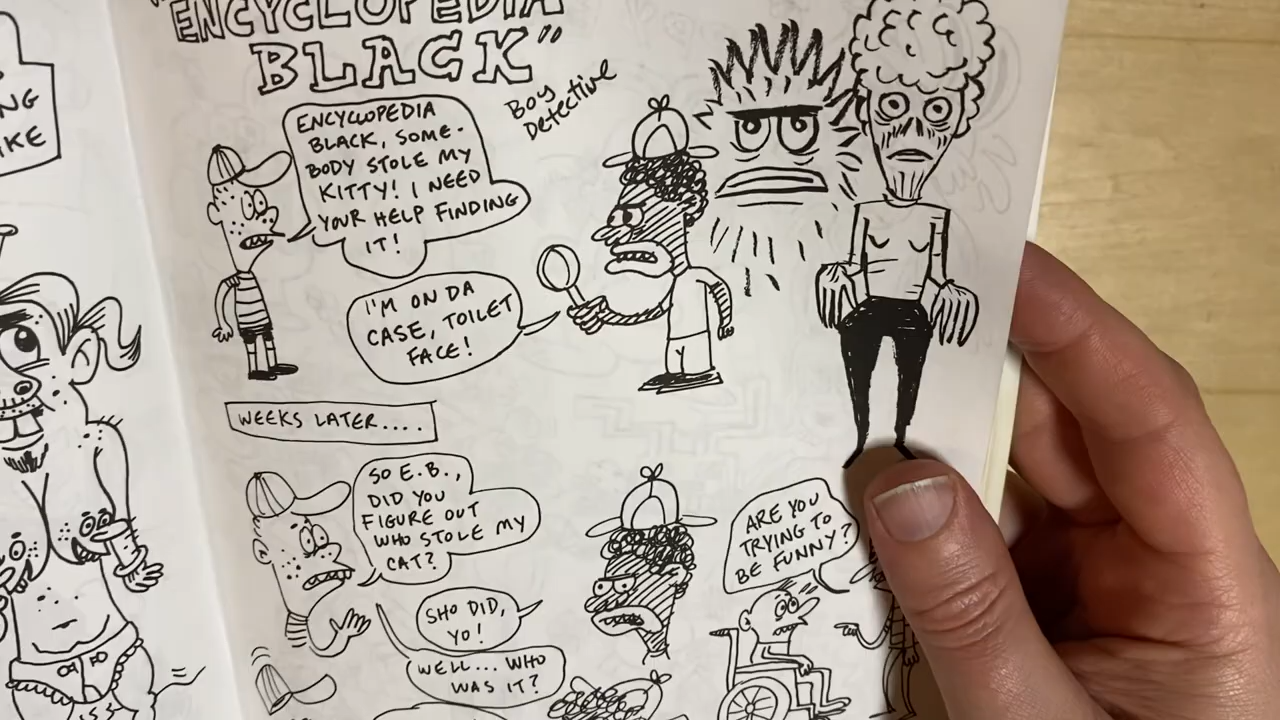 "ENCYCLOPEDIA
BLACK"
Boy
Detective
ENCYCLOPEDIA
BLACK, SOME-
BODY STOLE MY
KITTY! I NEED
YOUR HELP FINDING
IT!
I'M ON DA
CASE, TOILET
FACE!
WEEKS LATER....
SO E.B.,
DID YOU
FIGURE OUT
WHO STOLE MY
CAT?
SHO DID,
YO!
WELL... WHO
WAS IT?
ARE YOU
TRYING TO
BE FUNNY?
NG
IKE